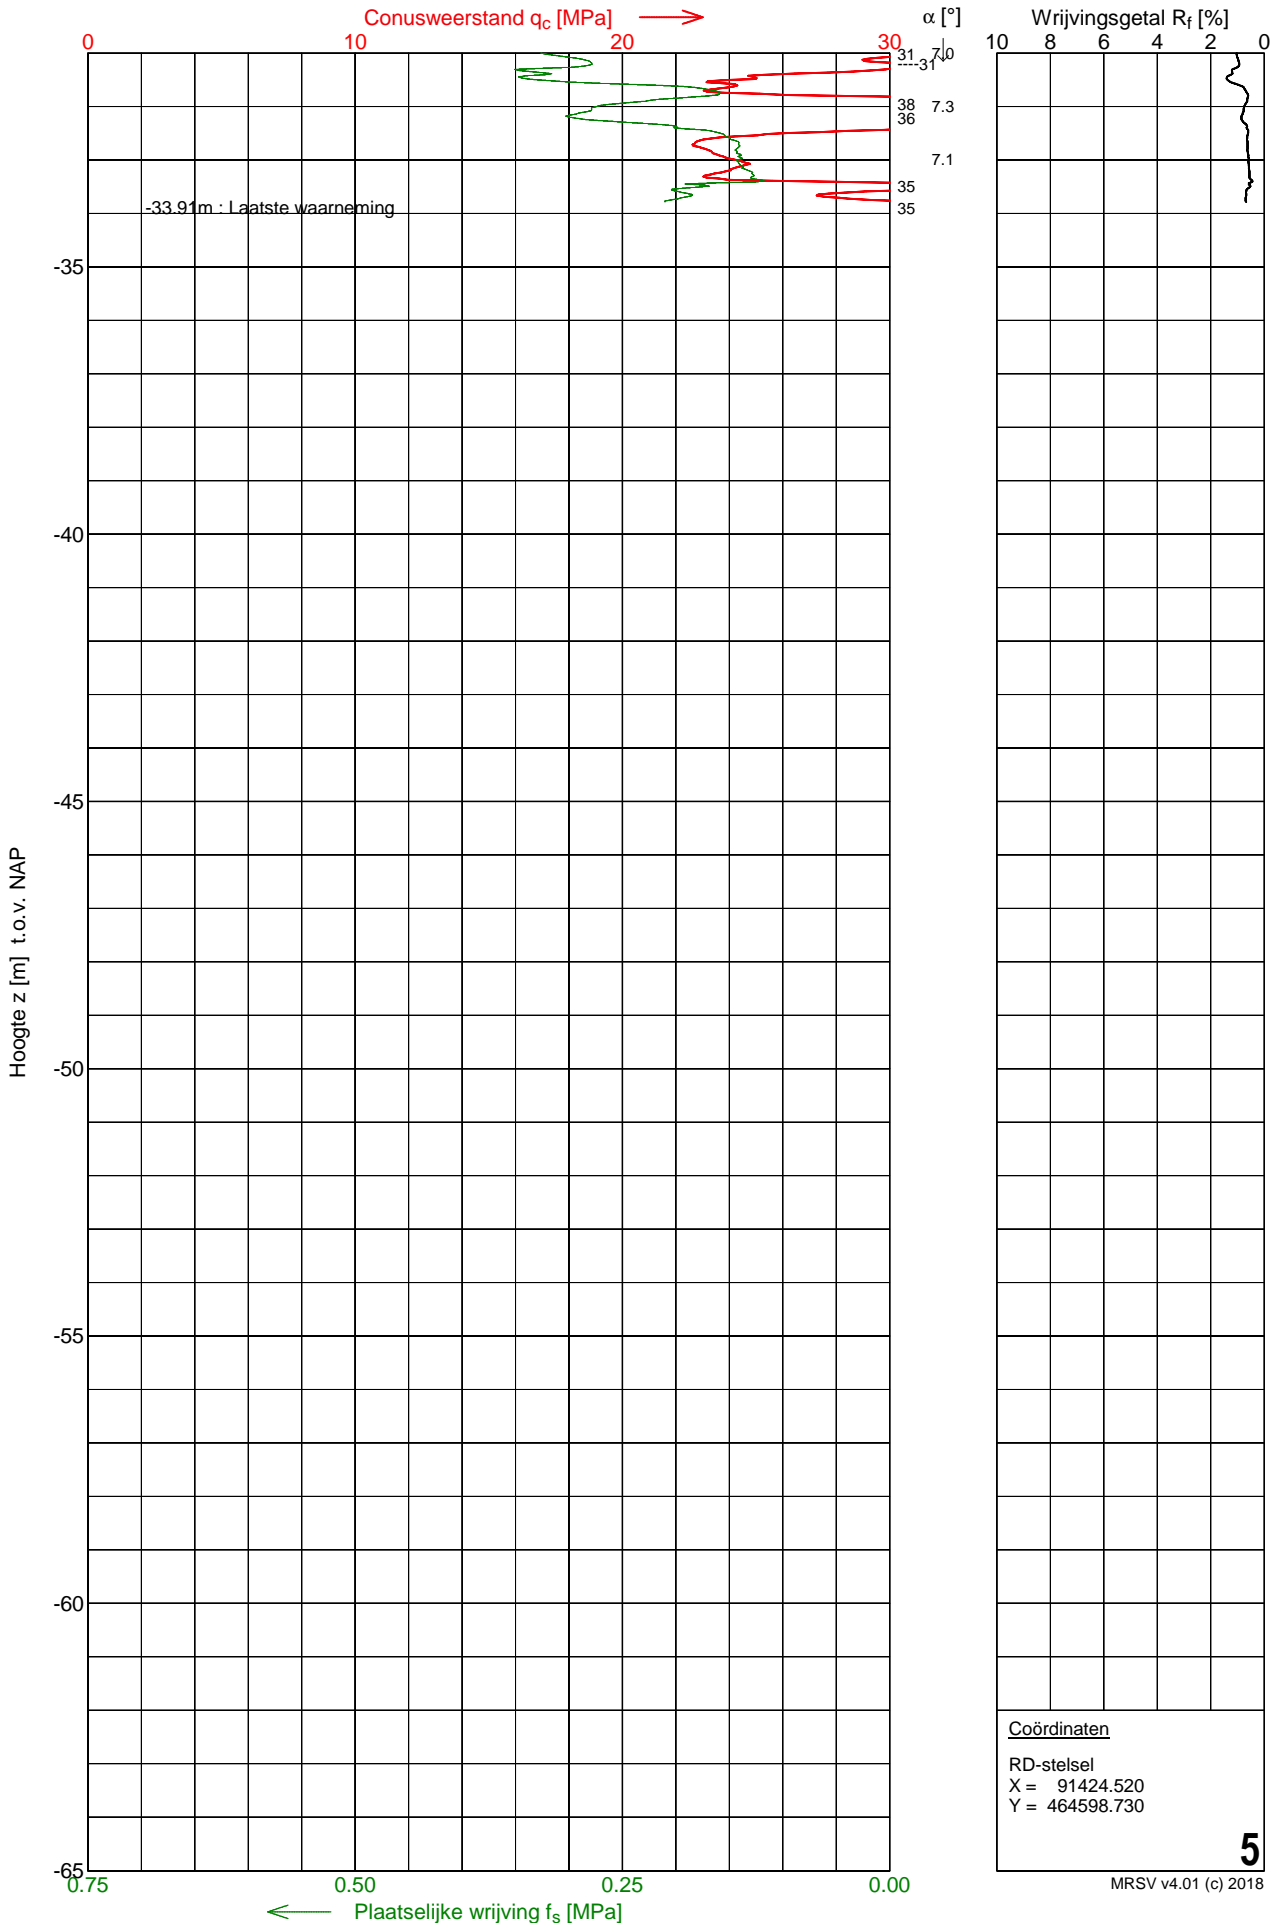 Conusweerstand qc [MPa]
α [°]
Wrijvingsgetal Rf [%]
0 10 20 30
10 8 6 4 2 0
31 7.0
----31
38 7.3
36
7.1
35
-33.91m : Laatste waarneming
35
-35
-40
-45
Hoogte z [m] t.o.v. NAP
-50
-55
-60
Coördinaten
RD-stelsel
X = 91424.520
Y = 464598.730
5
-65
0.75 0.50 0.25 0.00
MRSV v4.01 (c) 2018
Plaatselijke wrijving fs [MPa]